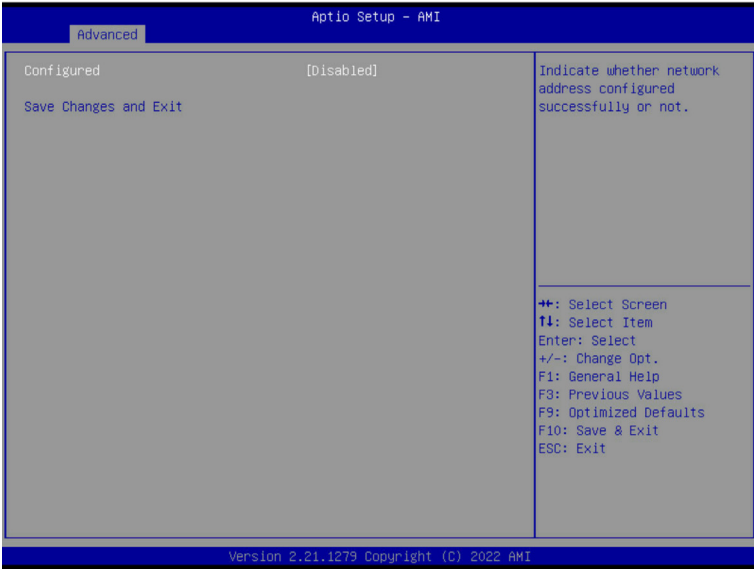 Aptio Setup – AMI
Advanced
Configured [Disabled]
Save Changes and Exit
Indicate whether network
address configured
successfully or not.
→←: Select Screen
↑↓: Select Item
Enter: Select
+/-: Change Opt.
F1: General Help
F3: Previous Values
F9: Optimized Defaults
F10: Save & Exit
ESC: Exit
Version 2.21.1279 Copyright (C) 2022 AMI